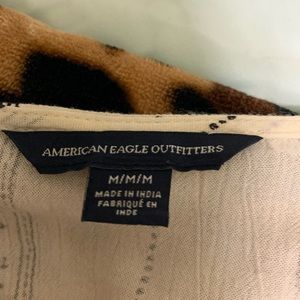 AMERICAN EAGLE OUTFITTERS
M/M/M
MADE IN INDIA
FABRIQUÉ EN
INDE